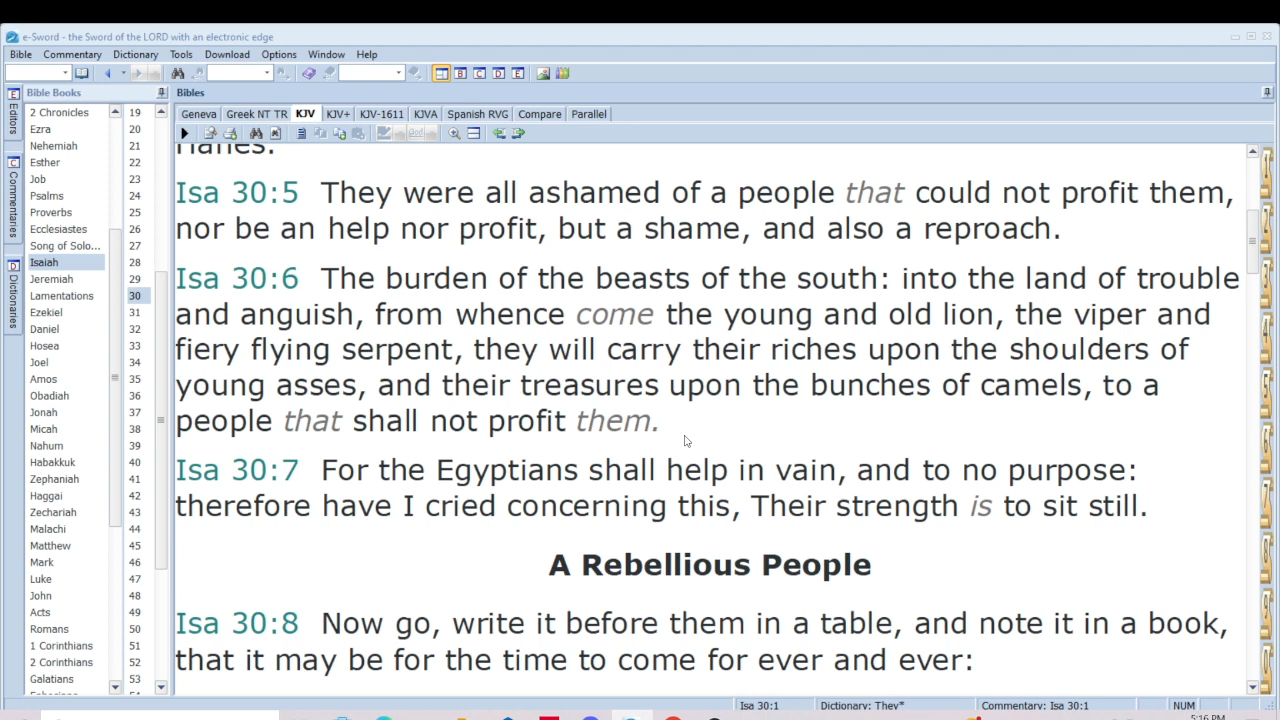 e-Sword - the Sword of the LORD with an electronic edge
Bible Commentary Dictionary Tools Download Options Window Help
B C D E
Bible Books
Bibles
Geneva Greek NT TR KJV KJV+ KJV-1611 KJVA Spanish RVG Compare Parallel
E Editors
C Commentaries
D Dictionaries
2 Chronicles 19
Ezra 20
Nehemiah 21
Esther 22
Job 23
Psalms 24
Proverbs 25
Ecclesiastes 26
Song of Solo... 27
Isaiah 28
Jeremiah 29
Lamentations 30
Ezekiel 31
Daniel 32
Hosea 33
Joel 34
Amos 35
Obadiah 36
Jonah 37
Micah 38
Nahum 39
Habakkuk 40
Zephaniah 41
Haggai 42
Zechariah 43
Malachi 44
Matthew 45
Mark 46
Luke 47
John 48
Acts 49
Romans 50
1 Corinthians 51
2 Corinthians 52
Galatians 53
Hanes.
Isa 30:5 They were all ashamed of a people that could not profit them,
nor be an help nor profit, but a shame, and also a reproach.
Isa 30:6 The burden of the beasts of the south: into the land of trouble
and anguish, from whence come the young and old lion, the viper and
fiery flying serpent, they will carry their riches upon the shoulders of
young asses, and their treasures upon the bunches of camels, to a
people that shall not profit them.
Isa 30:7 For the Egyptians shall help in vain, and to no purpose:
therefore have I cried concerning this, Their strength is to sit still.
A Rebellious People
Isa 30:8 Now go, write it before them in a table, and note it in a book,
that it may be for the time to come for ever and ever:
Isa 30:1 Dictionary: They* Commentary: Isa 30:1 NUM
5:16 PM